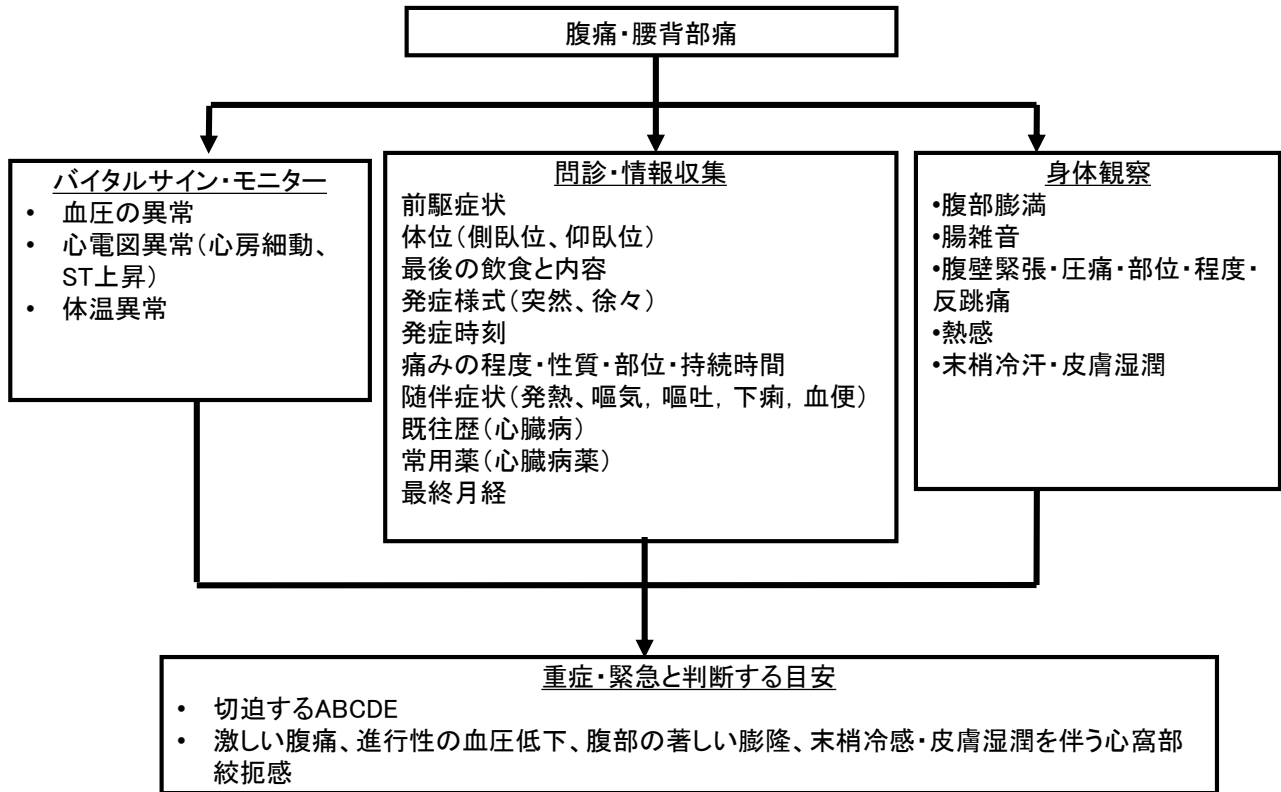 腹痛・腰背部痛
バイタルサイン・モニター
• 血圧の異常
• 心電図異常（心房細動、
ST上昇）
• 体温異常
問診・情報収集
前駆症状
体位（側臥位、仰臥位）
最後の飲食と内容
発症様式（突然、徐々）
発症時刻
痛みの程度・性質・部位・持続時間
随伴症状（発熱、嘔気，嘔吐，下痢，血便）
既往歴（心臓病）
常用薬（心臓病薬）
最終月経
身体観察
•腹部膨満
•腸雑音
•腹壁緊張・圧痛・部位・程度・
反跳痛
•熱感
•末梢冷汗・皮膚湿潤
重症・緊急と判断する目安
• 切迫するABCDE
• 激しい腹痛、進行性の血圧低下、腹部の著しい膨隆、末梢冷感・皮膚湿潤を伴う心窩部
絞扼感